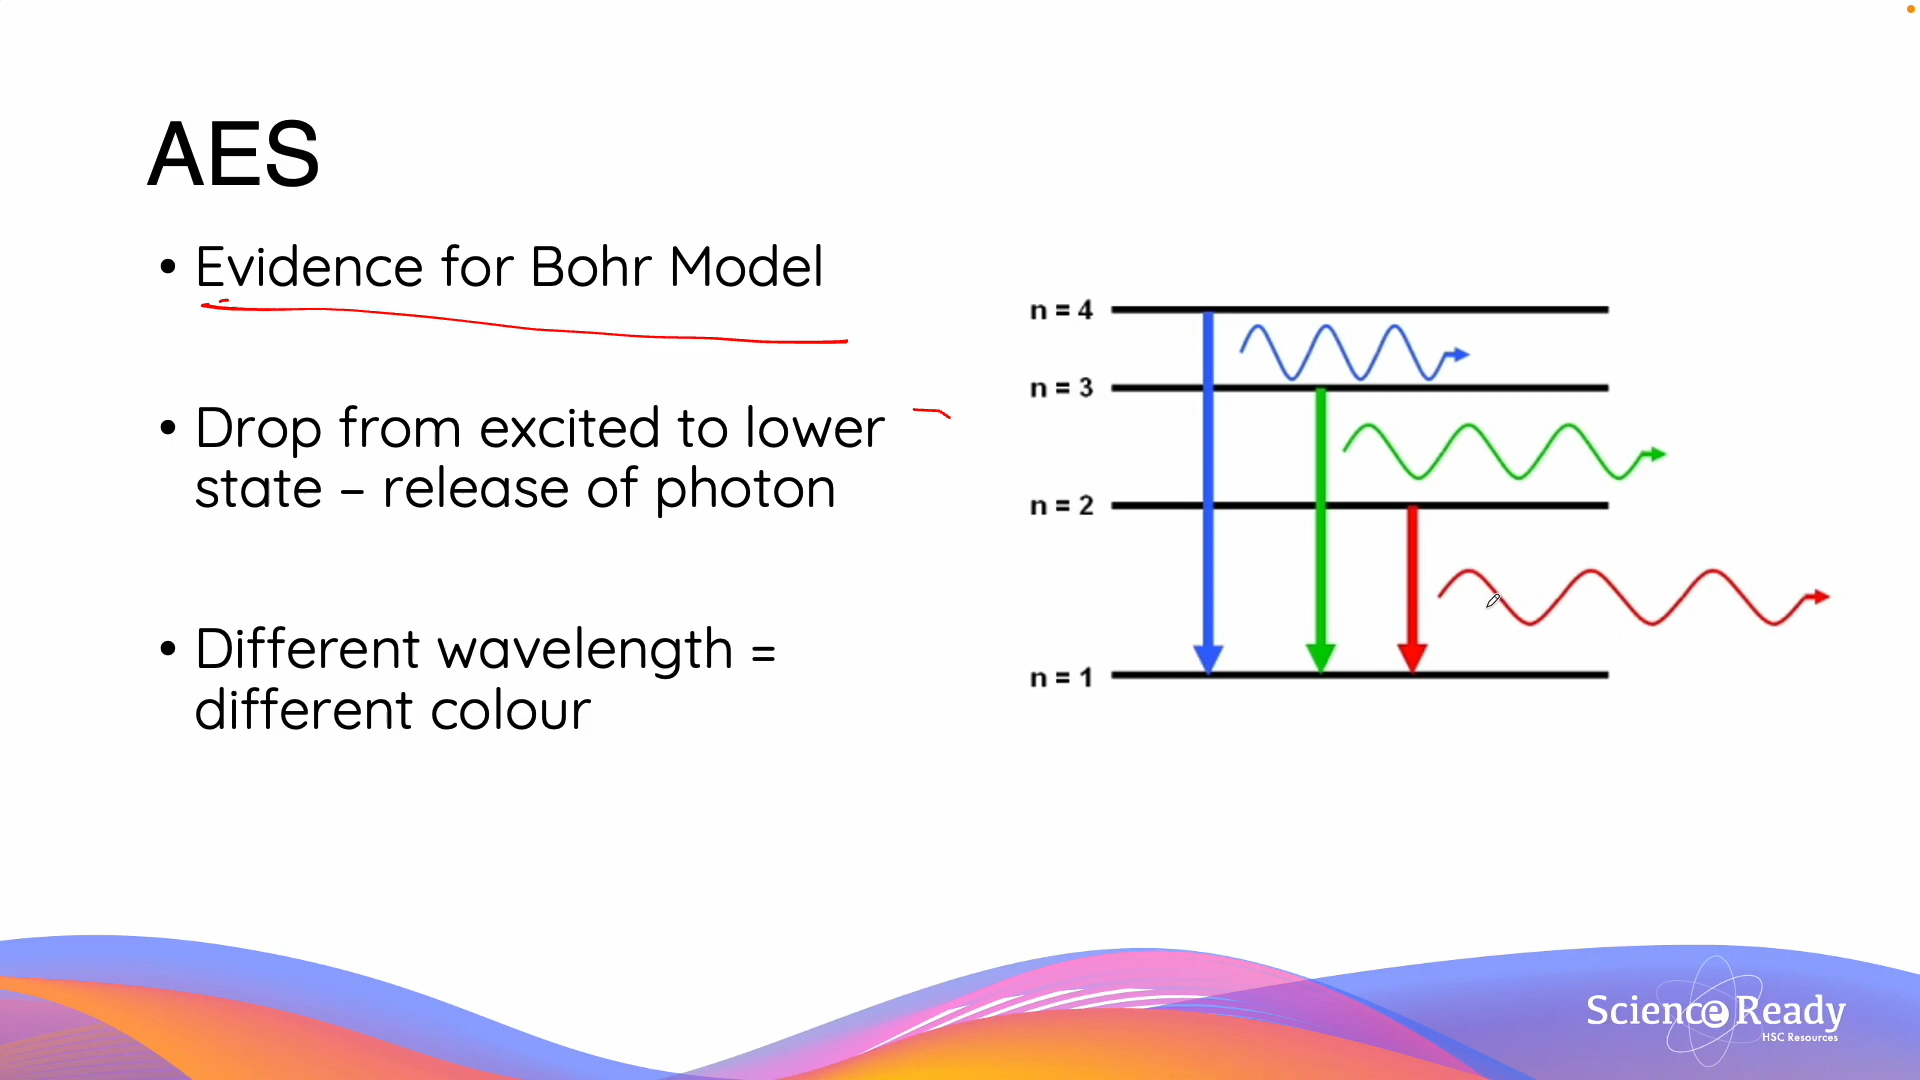 AES
• Evidence for Bohr Model
• Drop from excited to lower
state – release of photon
• Different wavelength =
different colour
n = 4
n = 3
n = 2
n = 1
Science Ready
HSC Resources